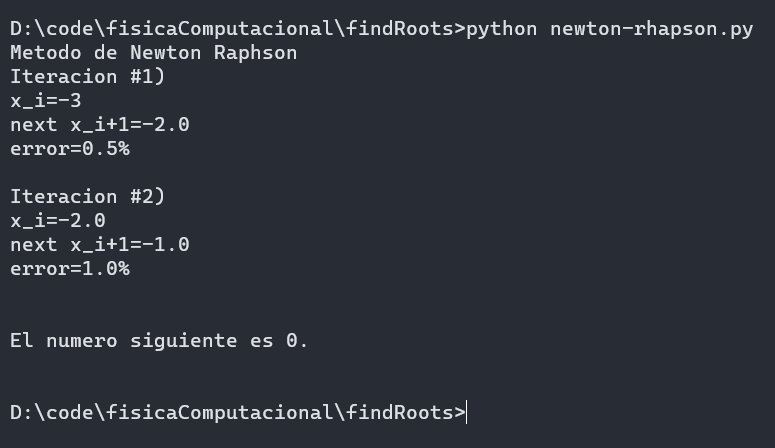 D:\code\fisicaComputacional\findRoots>python newton-rhapson.py
Metodo de Newton Raphson
Iteracion #1)
x_i=-3
next x_i+1=-2.0
error=0.5%
Iteracion #2)
x_i=-2.0
next x_i+1=-1.0
error=1.0%
El numero siguiente es 0.
D:\code\fisicaComputacional\findRoots>